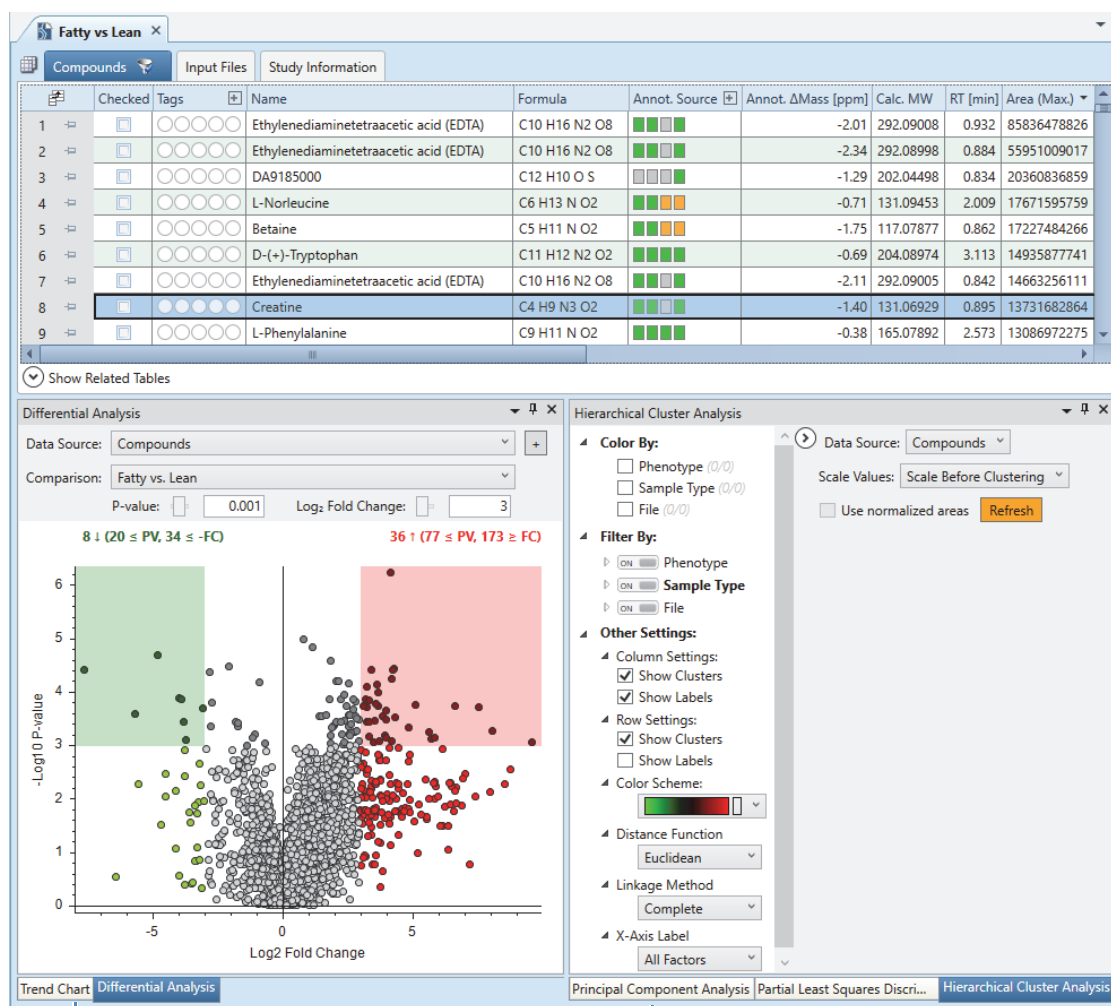 Fatty vs Lean ×
Compounds Input Files Study Information
Checked Tags Name Formula Annot. Source Annot. ΔMass [ppm] Calc. MW RT [min] Area (Max.)
1 Ethylenediaminetetraacetic acid (EDTA) C10 H16 N2 O8 -2.01 292.09008 0.932 85836478826
2 Ethylenediaminetetraacetic acid (EDTA) C10 H16 N2 O8 -2.34 292.08998 0.884 55951009017
3 DA9185000 C12 H10 O S -1.29 202.04498 0.834 20360836859
4 L-Norleucine C6 H13 N O2 -0.71 131.09453 2.009 17671595759
5 Betaine C5 H11 N O2 -1.75 117.07877 0.862 17227484266
6 D-(+)-Tryptophan C11 H12 N2 O2 -0.69 204.08974 3.113 14935877741
7 Ethylenediaminetetraacetic acid (EDTA) C10 H16 N2 O8 -2.11 292.09005 0.842 14663256111
8 Creatine C4 H9 N3 O2 -1.40 131.06929 0.895 13731682864
9 L-Phenylalanine C9 H11 N O2 -0.38 165.07892 2.573 13086972275
Show Related Tables
Differential Analysis
Data Source: Compounds +
Comparison: Fatty vs. Lean
P-value: 0.001 Log₂ Fold Change: 3
8 ↓ (20 ≤ PV, 34 ≤ -FC) 36 ↑ (77 ≤ PV, 173 ≥ FC)
-Log10 P-value
6
5
4
3
2
1
0
-5 0 5
Log2 Fold Change
Trend Chart Differential Analysis
Hierarchical Cluster Analysis
Color By:
Phenotype (0/0)
Sample Type (0/0)
File (0/0)
Filter By:
ON Phenotype
ON Sample Type
ON File
Other Settings:
Column Settings:
Show Clusters
Show Labels
Row Settings:
Show Clusters
Show Labels
Color Scheme:
Distance Function
Euclidean
Linkage Method
Complete
X-Axis Label
All Factors
Data Source: Compounds
Scale Values: Scale Before Clustering
Use normalized areas Refresh
Principal Component Analysis Partial Least Squares Discri... Hierarchical Cluster Analysis